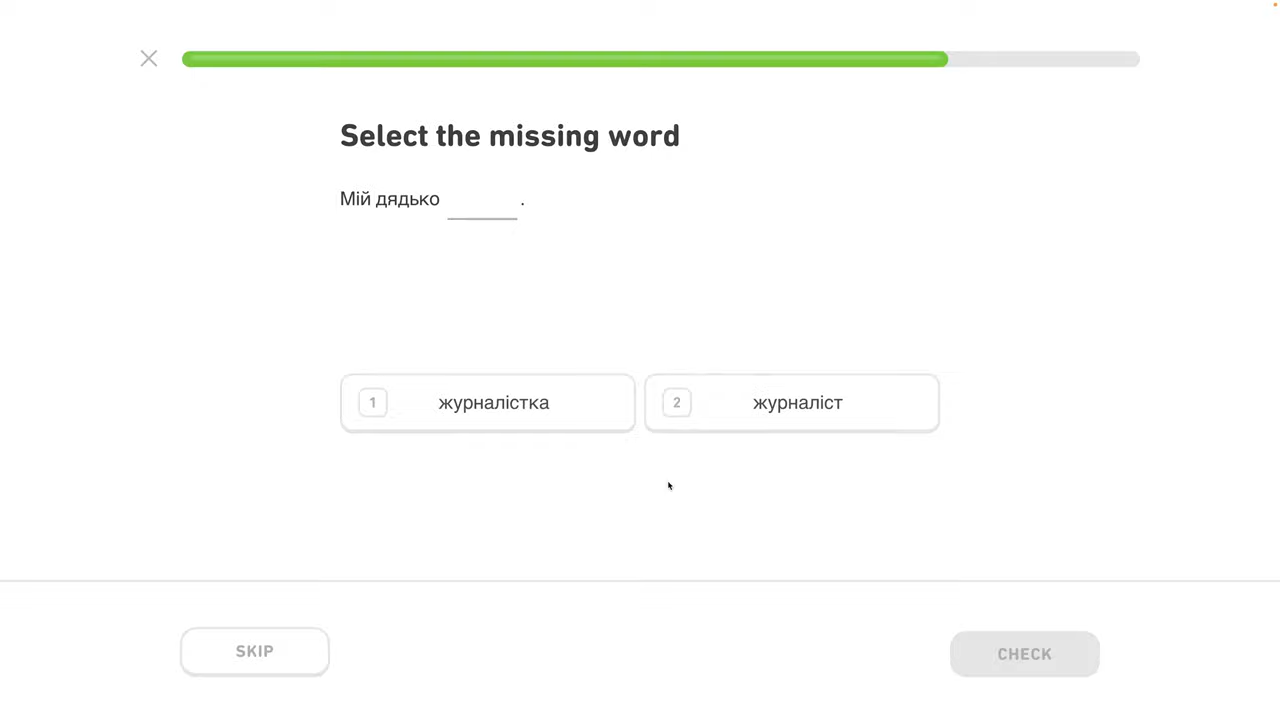 Select the missing word
Мій дядько ______ .
1 журналістка
2 журналіст
SKIP
CHECK